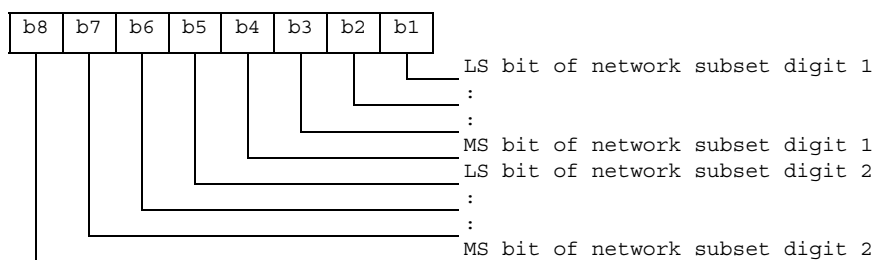 b8 b7 b6 b5 b4 b3 b2 b1
LS bit of network subset digit 1
:
:
MS bit of network subset digit 1
LS bit of network subset digit 2
:
:
MS bit of network subset digit 2